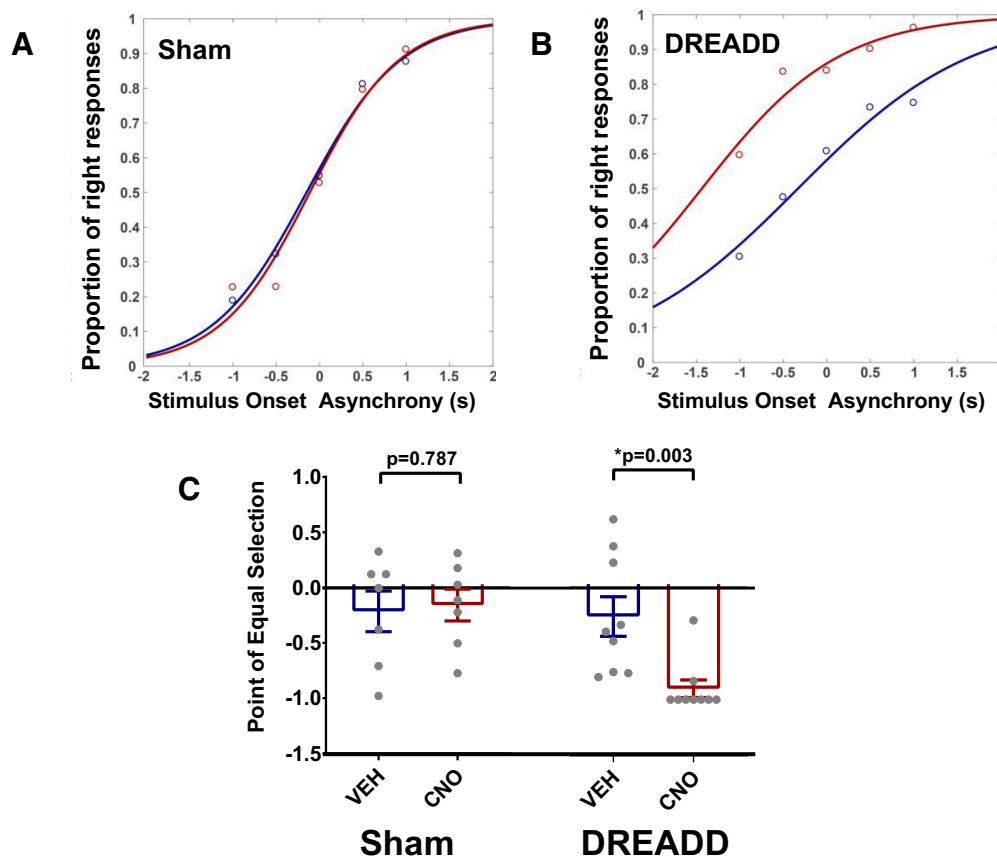 A
Sham
Proportion of right responses
1
0.9
0.8
0.7
0.6
0.5
0.4
0.3
0.2
0.1
0
-2 -1 -0.5 0 0.5 1 1.5 2
Stimulus Onset Asynchrony (s)
B
DREADD
Proportion of right responses
1
0.9
0.8
0.7
0.6
0.5
0.4
0.3
0.2
0.1
0
-2 -1.5 -1 -0.5 0 0.5 1 1.5
Stimulus Onset Asynchrony (s)
C
p=0.787
*p=0.003
Point of Equal Selection
1.0
0.5
0.0
-0.5
-1.0
-1.5
VEH CNO VEH CNO
Sham DREADD